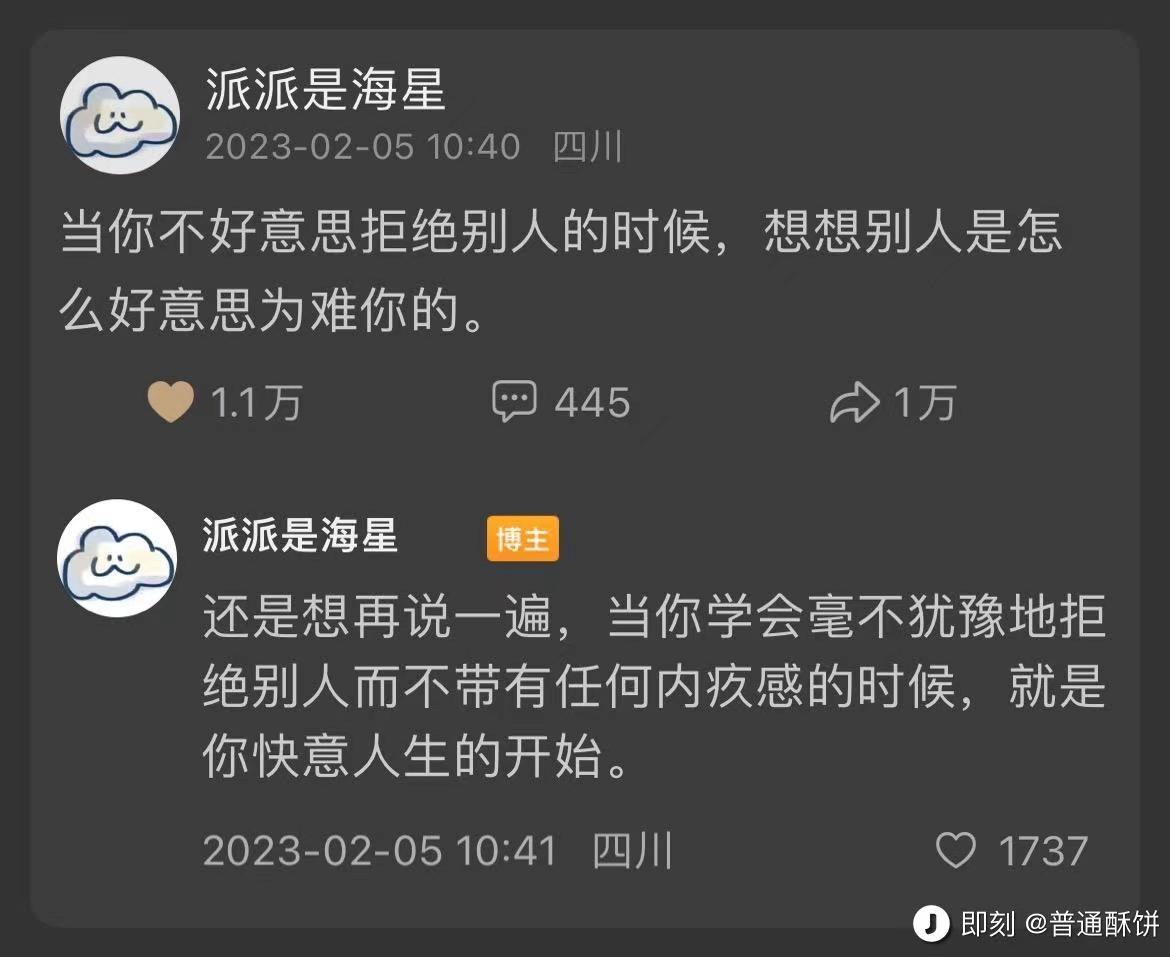 派派是海星
2023-02-05 10:40 四川
当你不好意思拒绝别人的时候，想想别人是怎
么好意思为难你的。
1.1万 445 1万
派派是海星 博主
还是想再说一遍，当你学会毫不犹豫地拒
绝别人而不带有任何内疚感的时候，就是
你快意人生的开始。
2023-02-05 10:41 四川 1737
即刻 @普通酥饼